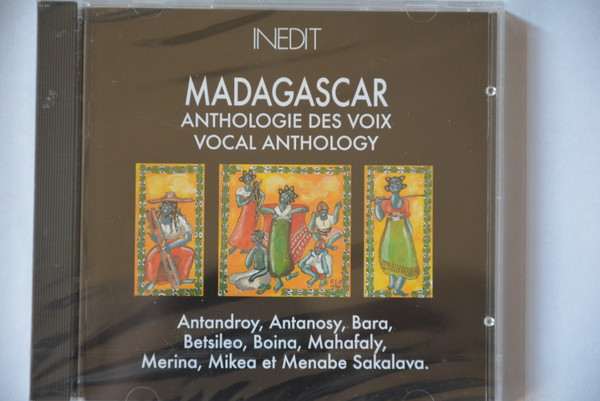 INEDIT
MADAGASCAR
ANTHOLOGIE DES VOIX
VOCAL ANTHOLOGY
Antandroy, Antanosy, Bara,
Betsileo, Boina, Mahafaly,
Merina, Mikea et Menabe Sakalava.